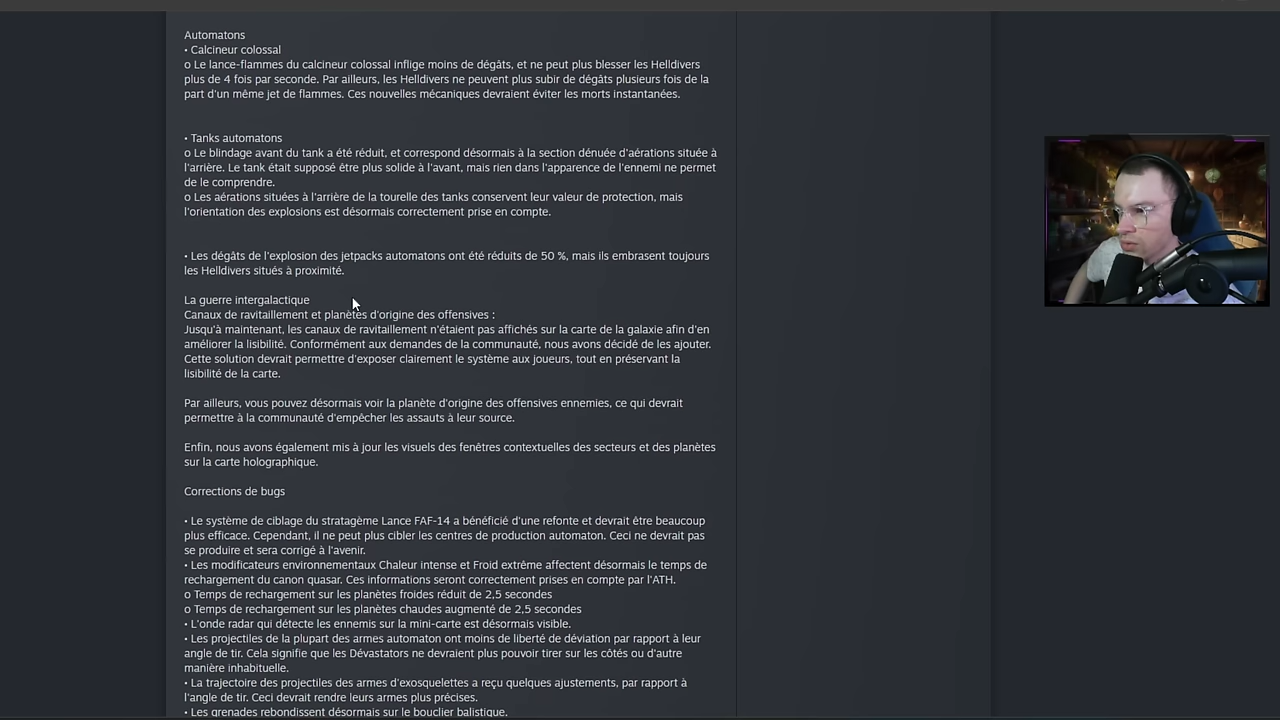 Automatons
• Calcineur colossal
o Le lance-flammes du calcineur colossal inflige moins de dégâts, et ne peut plus blesser les Helldivers
plus de 4 fois par seconde. Par ailleurs, les Helldivers ne peuvent plus subir de dégâts plusieurs fois de la
part d'un même jet de flammes. Ces nouvelles mécaniques devraient éviter les morts instantanées.
• Tanks automatons
o Le blindage avant du tank a été réduit, et correspond désormais à la section dénuée d'aérations située à
l'arrière. Le tank était supposé être plus solide à l'avant, mais rien dans l'apparence de l'ennemi ne permet
de le comprendre.
o Les aérations situées à l'arrière de la tourelle des tanks conservent leur valeur de protection, mais
l'orientation des explosions est désormais correctement prise en compte.
• Les dégâts de l'explosion des jetpacks automatons ont été réduits de 50 %, mais ils embrasent toujours
les Helldivers situés à proximité.
La guerre intergalactique
Canaux de ravitaillement et planètes d'origine des offensives :
Jusqu'à maintenant, les canaux de ravitaillement n'étaient pas affichés sur la carte de la galaxie afin d'en
améliorer la lisibilité. Conformément aux demandes de la communauté, nous avons décidé de les ajouter.
Cette solution devrait permettre d'exposer clairement le système aux joueurs, tout en préservant la
lisibilité de la carte.
Par ailleurs, vous pouvez désormais voir la planète d'origine des offensives ennemies, ce qui devrait
permettre à la communauté d'empêcher les assauts à leur source.
Enfin, nous avons également mis à jour les visuels des fenêtres contextuelles des secteurs et des planètes
sur la carte holographique.
Corrections de bugs
• Le système de ciblage du stratagème Lance FAF-14 a bénéficié d'une refonte et devrait être beaucoup
plus efficace. Cependant, il ne peut plus cibler les centres de production automaton. Ceci ne devrait pas
se produire et sera corrigé à l'avenir.
• Les modificateurs environnementaux Chaleur intense et Froid extrême affectent désormais le temps de
rechargement du canon quasar. Ces informations seront correctement prises en compte par l'ATH.
o Temps de rechargement sur les planètes froides réduit de 2,5 secondes
o Temps de rechargement sur les planètes chaudes augmenté de 2,5 secondes
• L'onde radar qui détecte les ennemis sur la mini-carte est désormais visible.
• Les projectiles de la plupart des armes automaton ont moins de liberté de déviation par rapport à leur
angle de tir. Cela signifie que les Dévastators ne devraient plus pouvoir tirer sur les côtés ou d'autre
manière inhabituelle.
• La trajectoire des projectiles des armes d'exosquelettes a reçu quelques ajustements, par rapport à
l'angle de tir. Ceci devrait rendre leurs armes plus précises.
• Les grenades rebondissent désormais sur le bouclier balistique.